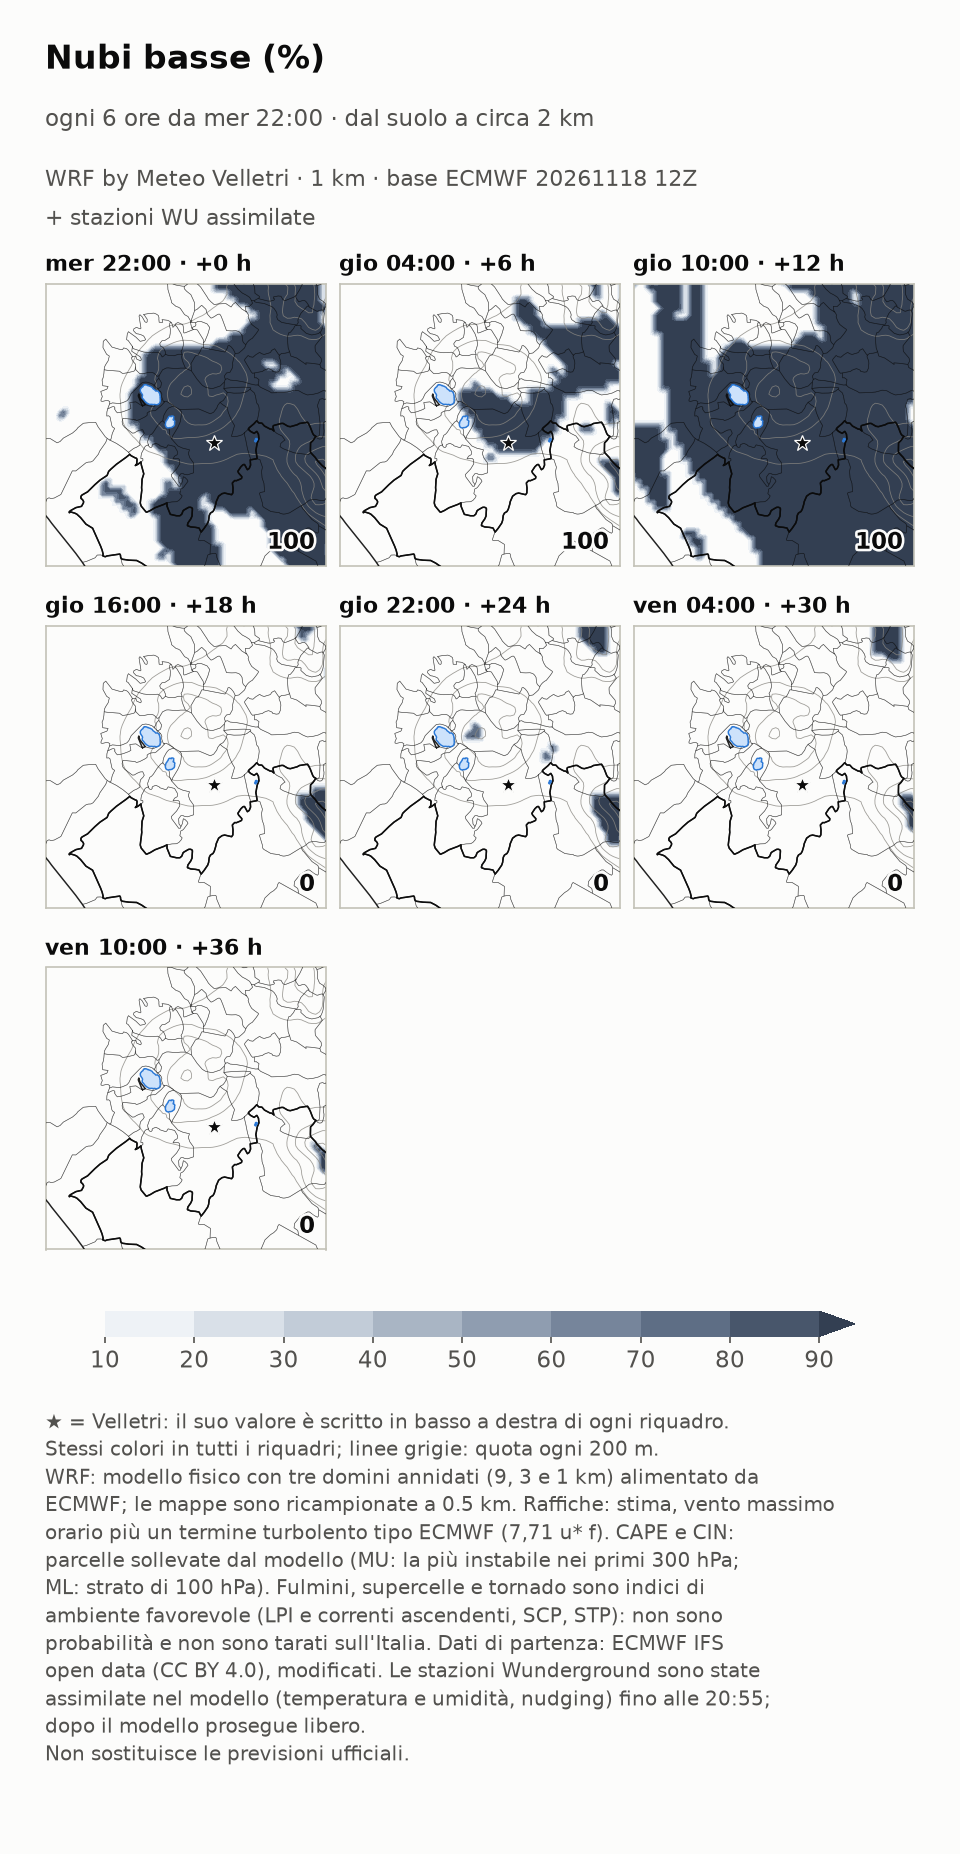 Nubi basse (%)
ogni 6 ore da mer 22:00 · dal suolo a circa 2 km
WRF by Meteo Velletri · 1 km · base ECMWF 20261118 12Z
+ stazioni WU assimilate
mer 22:00 · +0 h
gio 04:00 · +6 h
gio 10:00 · +12 h
100
100
100
gio 16:00 · +18 h
gio 22:00 · +24 h
ven 04:00 · +30 h
0
0
0
ven 10:00 · +36 h
0
10 20 30 40 50 60 70 80 90
★ = Velletri: il suo valore è scritto in basso a destra di ogni riquadro.
Stessi colori in tutti i riquadri; linee grigie: quota ogni 200 m.
WRF: modello fisico con tre domini annidati (9, 3 e 1 km) alimentato da
ECMWF; le mappe sono ricampionate a 0.5 km. Raffiche: stima, vento massimo
orario più un termine turbolento tipo ECMWF (7,71 u* f). CAPE e CIN:
parcelle sollevate dal modello (MU: la più instabile nei primi 300 hPa;
ML: strato di 100 hPa). Fulmini, supercelle e tornado sono indici di
ambiente favorevole (LPI e correnti ascendenti, SCP, STP): non sono
probabilità e non sono tarati sull'Italia. Dati di partenza: ECMWF IFS
open data (CC BY 4.0), modificati. Le stazioni Wunderground sono state
assimilate nel modello (temperatura e umidità, nudging) fino alle 20:55;
dopo il modello prosegue libero.
Non sostituisce le previsioni ufficiali.